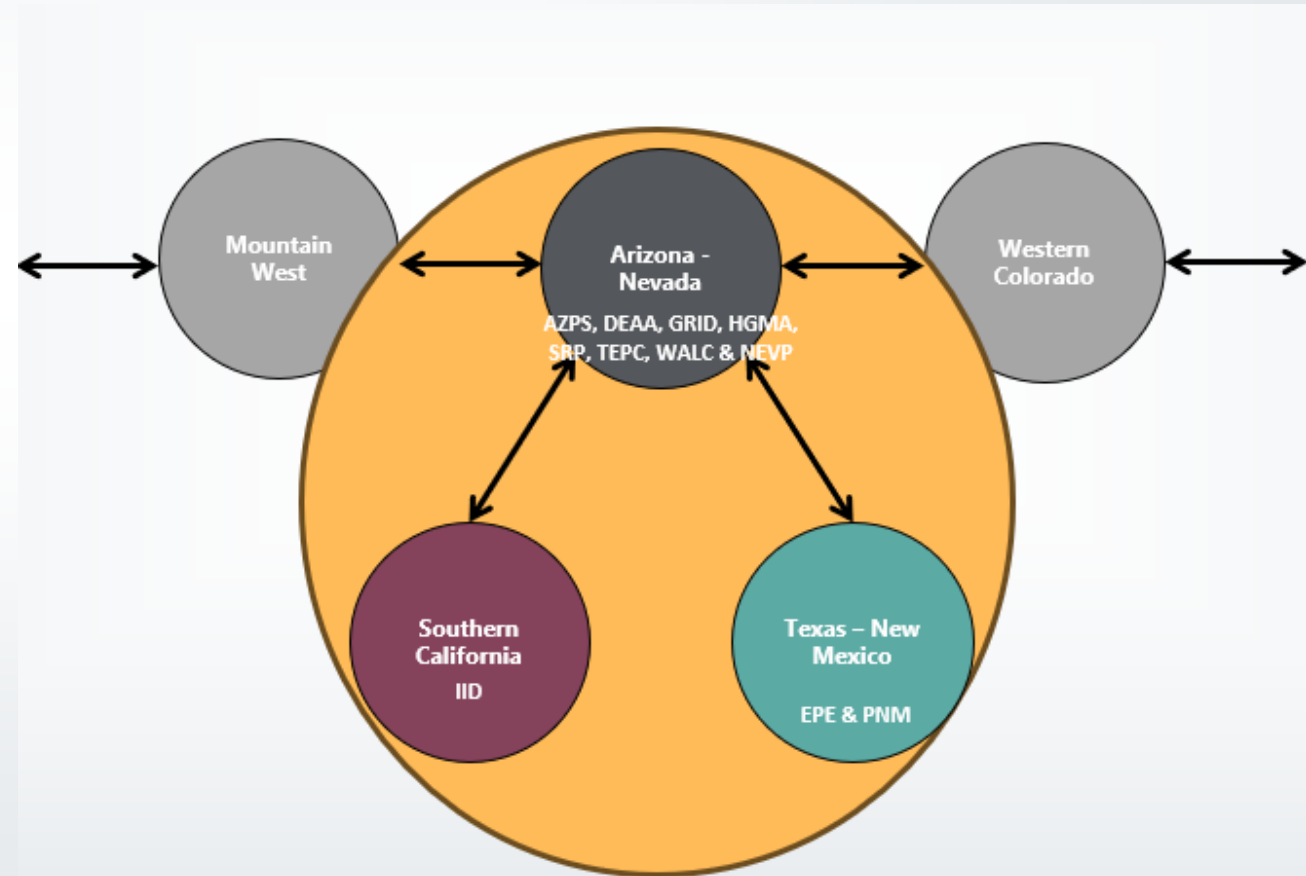 Mountain
West
Arizona -
Nevada
AZPS, DEAA, GRID, HGMA,
SRP, TEPC, WALC & NEVP
Western
Colorado
Southern
California
IID
Texas – New
Mexico
EPE & PNM